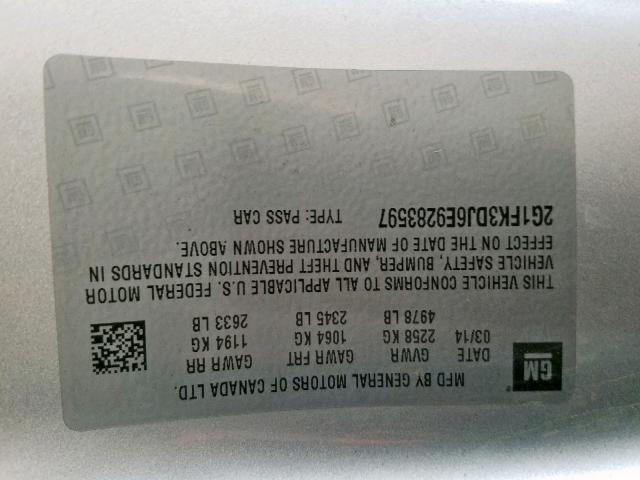 MFD BY GENERAL MOTORS OF CANADA LTD.
GM
DATE GVWR GAWR FRT GAWR RR
03/14 2258 KG 1064 KG 1194 KG
4978 LB 2345 LB 2633 LB
THIS VEHICLE CONFORMS TO ALL APPLICABLE U.S. FEDERAL MOTOR
VEHICLE SAFETY, BUMPER, AND THEFT PREVENTION STANDARDS IN
EFFECT ON THE DATE OF MANUFACTURE SHOWN ABOVE.
2G1FK3DJ6E9283597 TYPE: PASS CAR